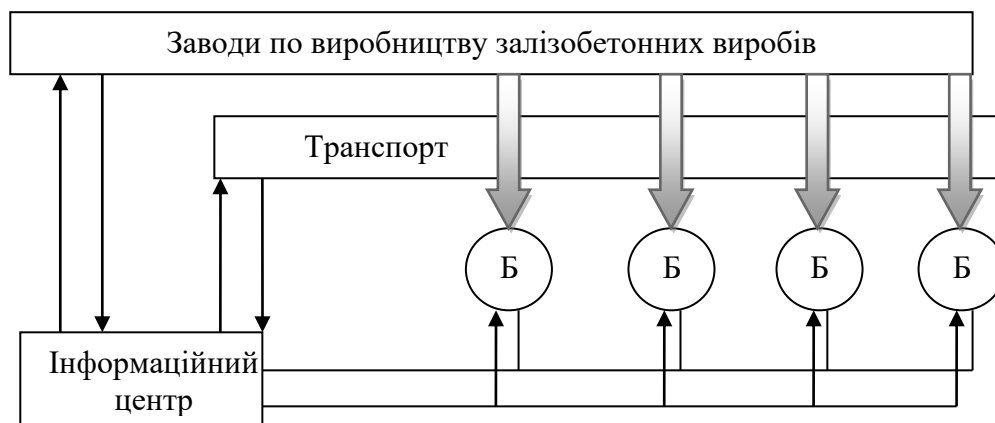 Заводи по виробництву залізобетонних виробів
Транспорт
Б Б Б Б
Інформаційний
центр